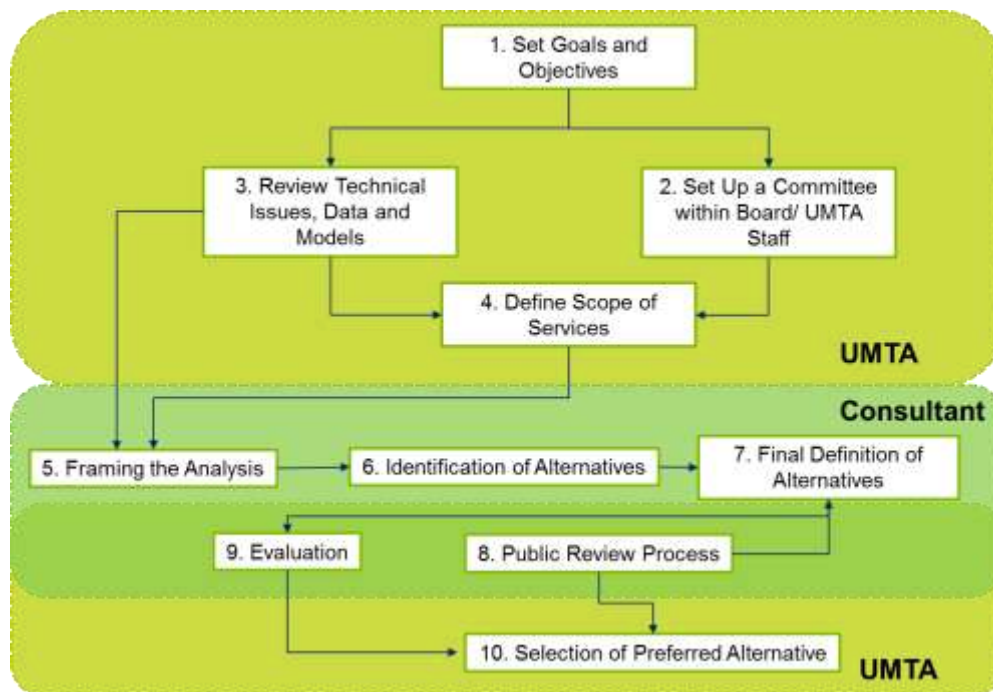 1. Set Goals and
Objectives
3. Review Technical
Issues, Data and
Models
2. Set Up a Committee
within Board/ UMTA
Staff
4. Define Scope of
Services
UMTA
Consultant
5. Framing the Analysis
6. Identification of Alternatives
7. Final Definition of
Alternatives
9. Evaluation
8. Public Review Process
10. Selection of Preferred Alternative
UMTA